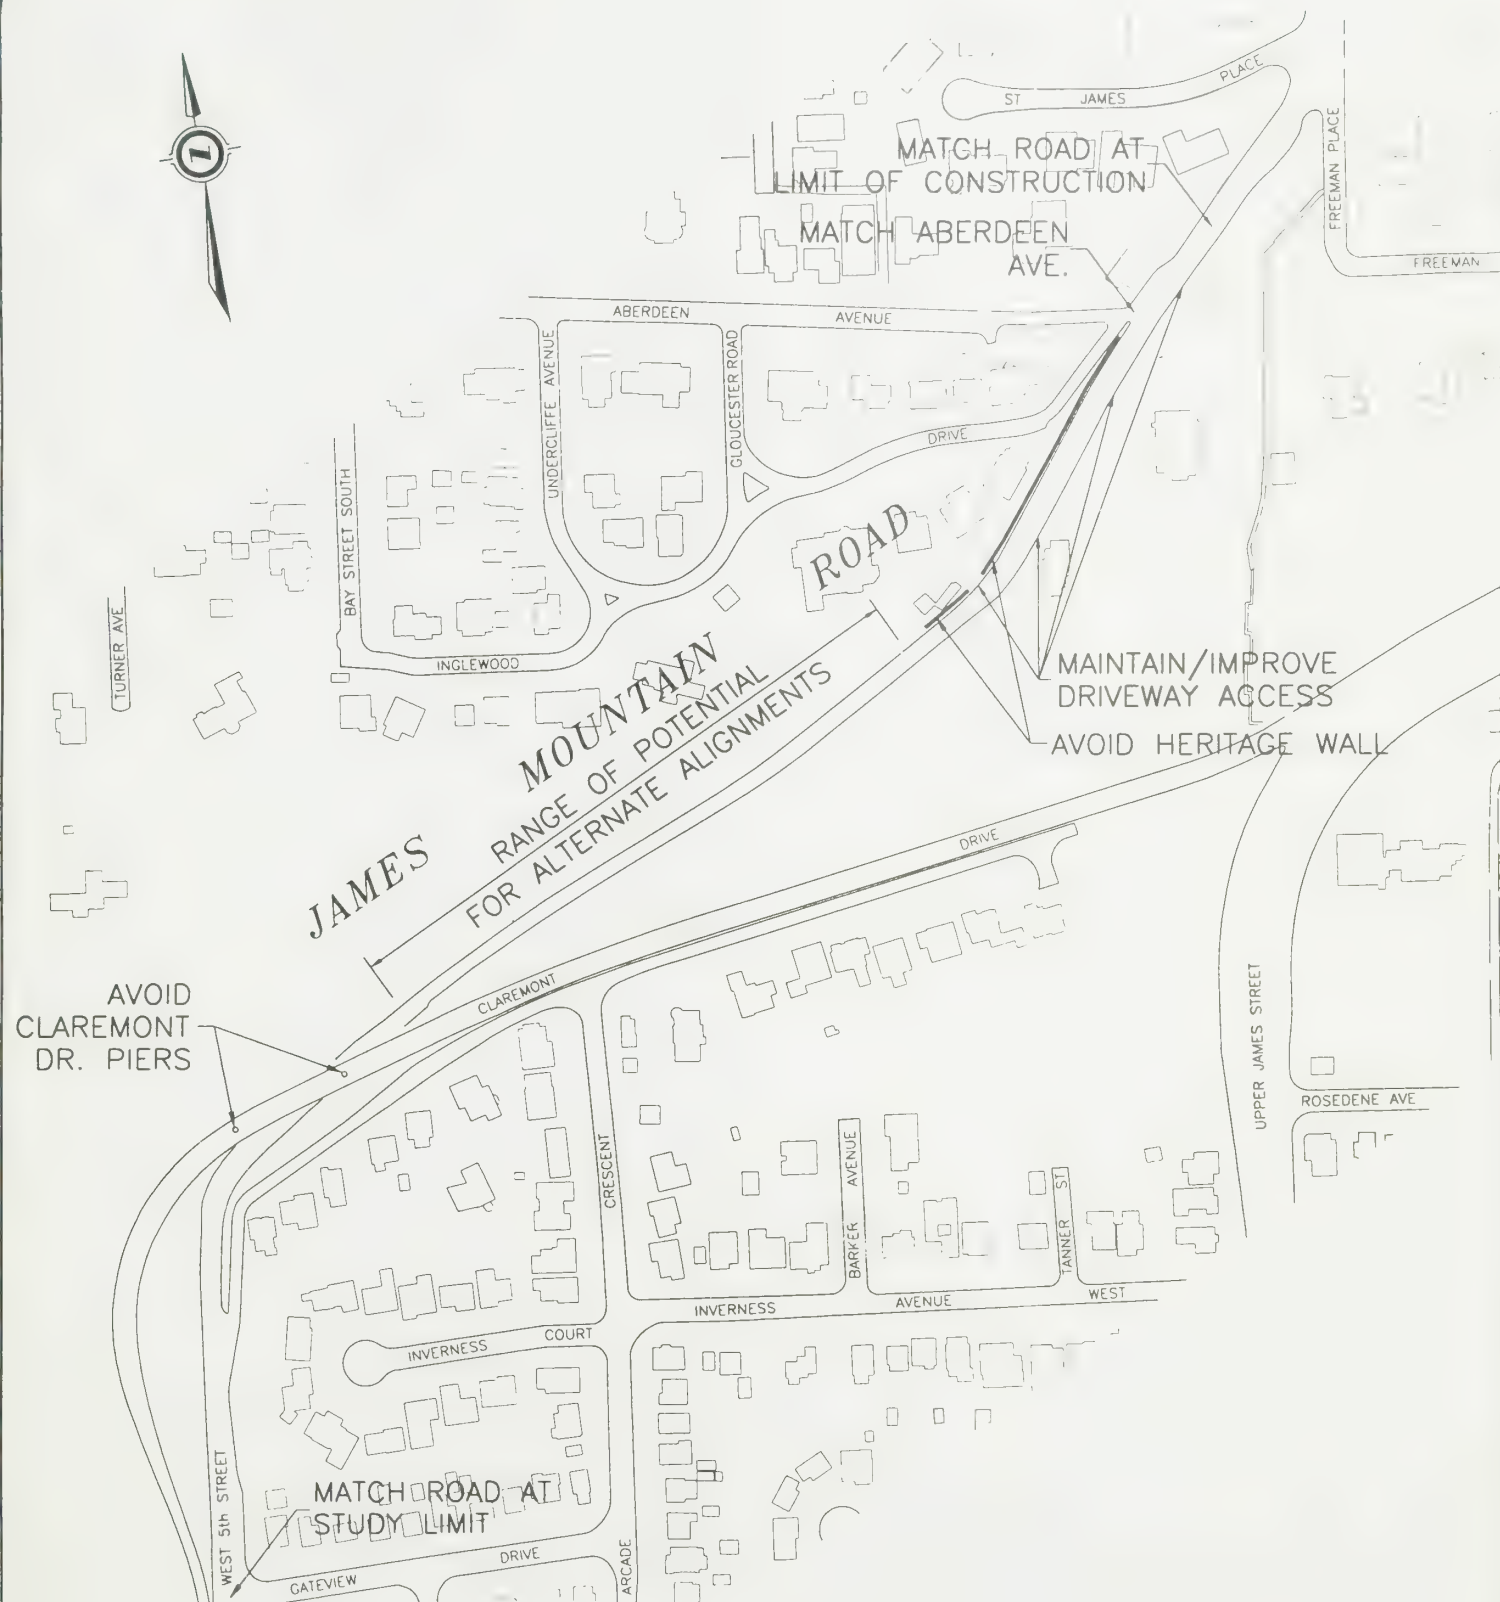 ST JAMES PLACE
MATCH ROAD AT
LIMIT OF CONSTRUCTION
FREEMAN PLACE
MATCH ABERDEEN
AVE.
FREEMAN
ABERDEEN AVENUE
UNDERCLIFFE AVENUE
GLOUCESTER ROAD
DRIVE
BAY STREET SOUTH
TURNER AVE
INGLEWOOD
JAMES MOUNTAIN ROAD
RANGE OF POTENTIAL
FOR ALTERNATE ALIGNMENTS
MAINTAIN/IMPROVE
DRIVEWAY ACCESS
AVOID HERITAGE WALL
DRIVE
CLAREMONT
AVOID
CLAREMONT
DR. PIERS
UPPER JAMES STREET
ROSEDENE AVE
CRESCENT
BARKER AVENUE
TANNER ST
INVERNESS AVENUE WEST
INVERNESS COURT
WEST 5th STREET
MATCH ROAD AT
STUDY LIMIT
GATEVIEW DRIVE
ARCADE
N